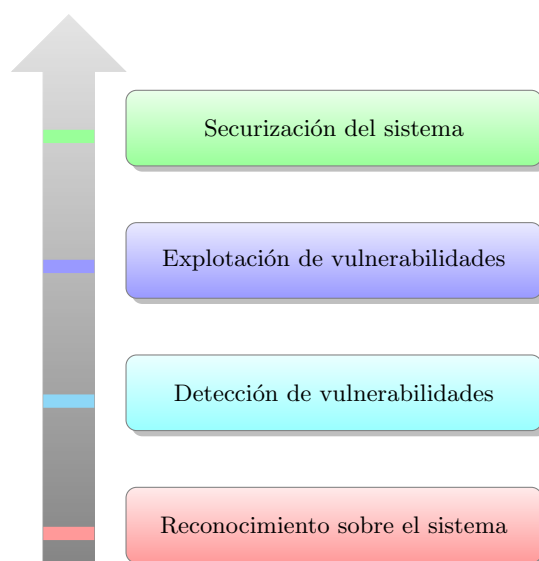 Securización del sistema
Explotación de vulnerabilidades
Detección de vulnerabilidades
Reconocimiento sobre el sistema